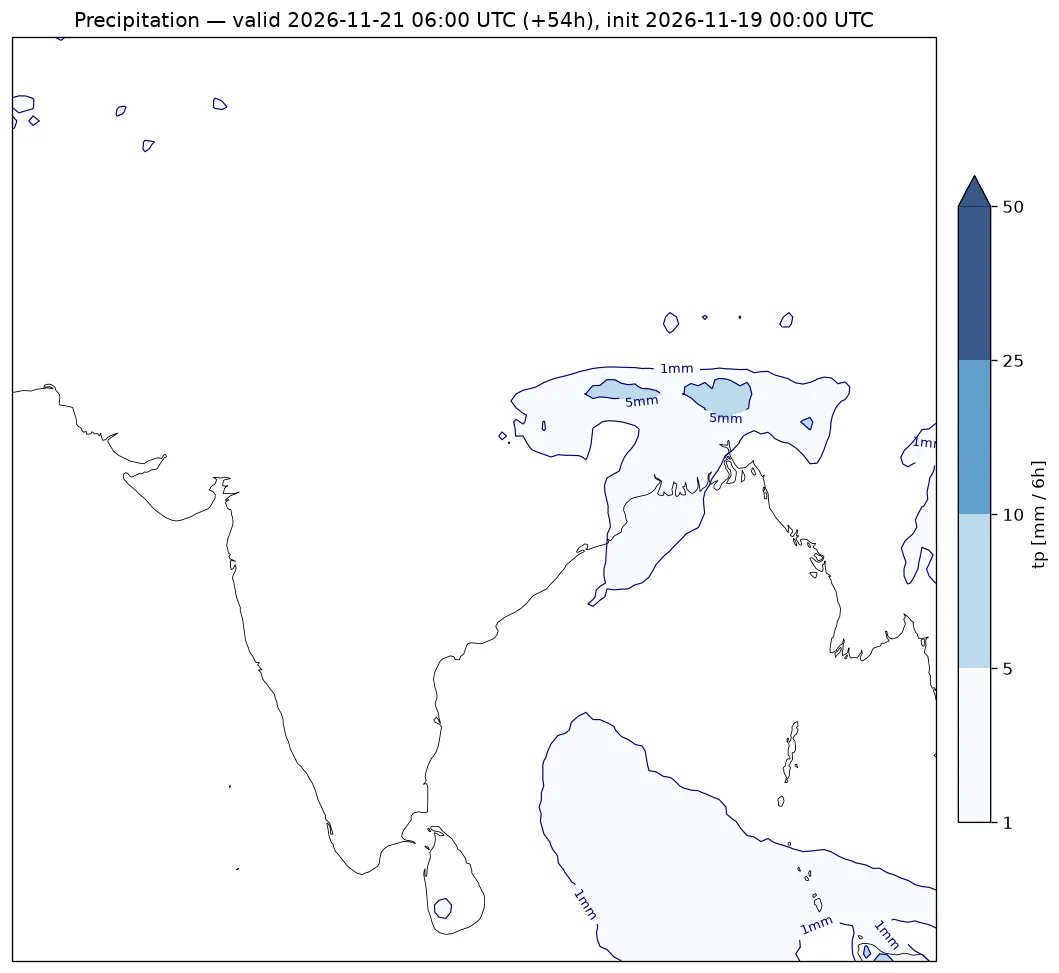 Precipitation — valid 2026-11-21 06:00 UTC (+54h), init 2026-11-19 00:00 UTC
50
25
10
5
1
tp [mm / 6h]
1mm
5mm
5mm
1mm
1mm
1mm
1mm